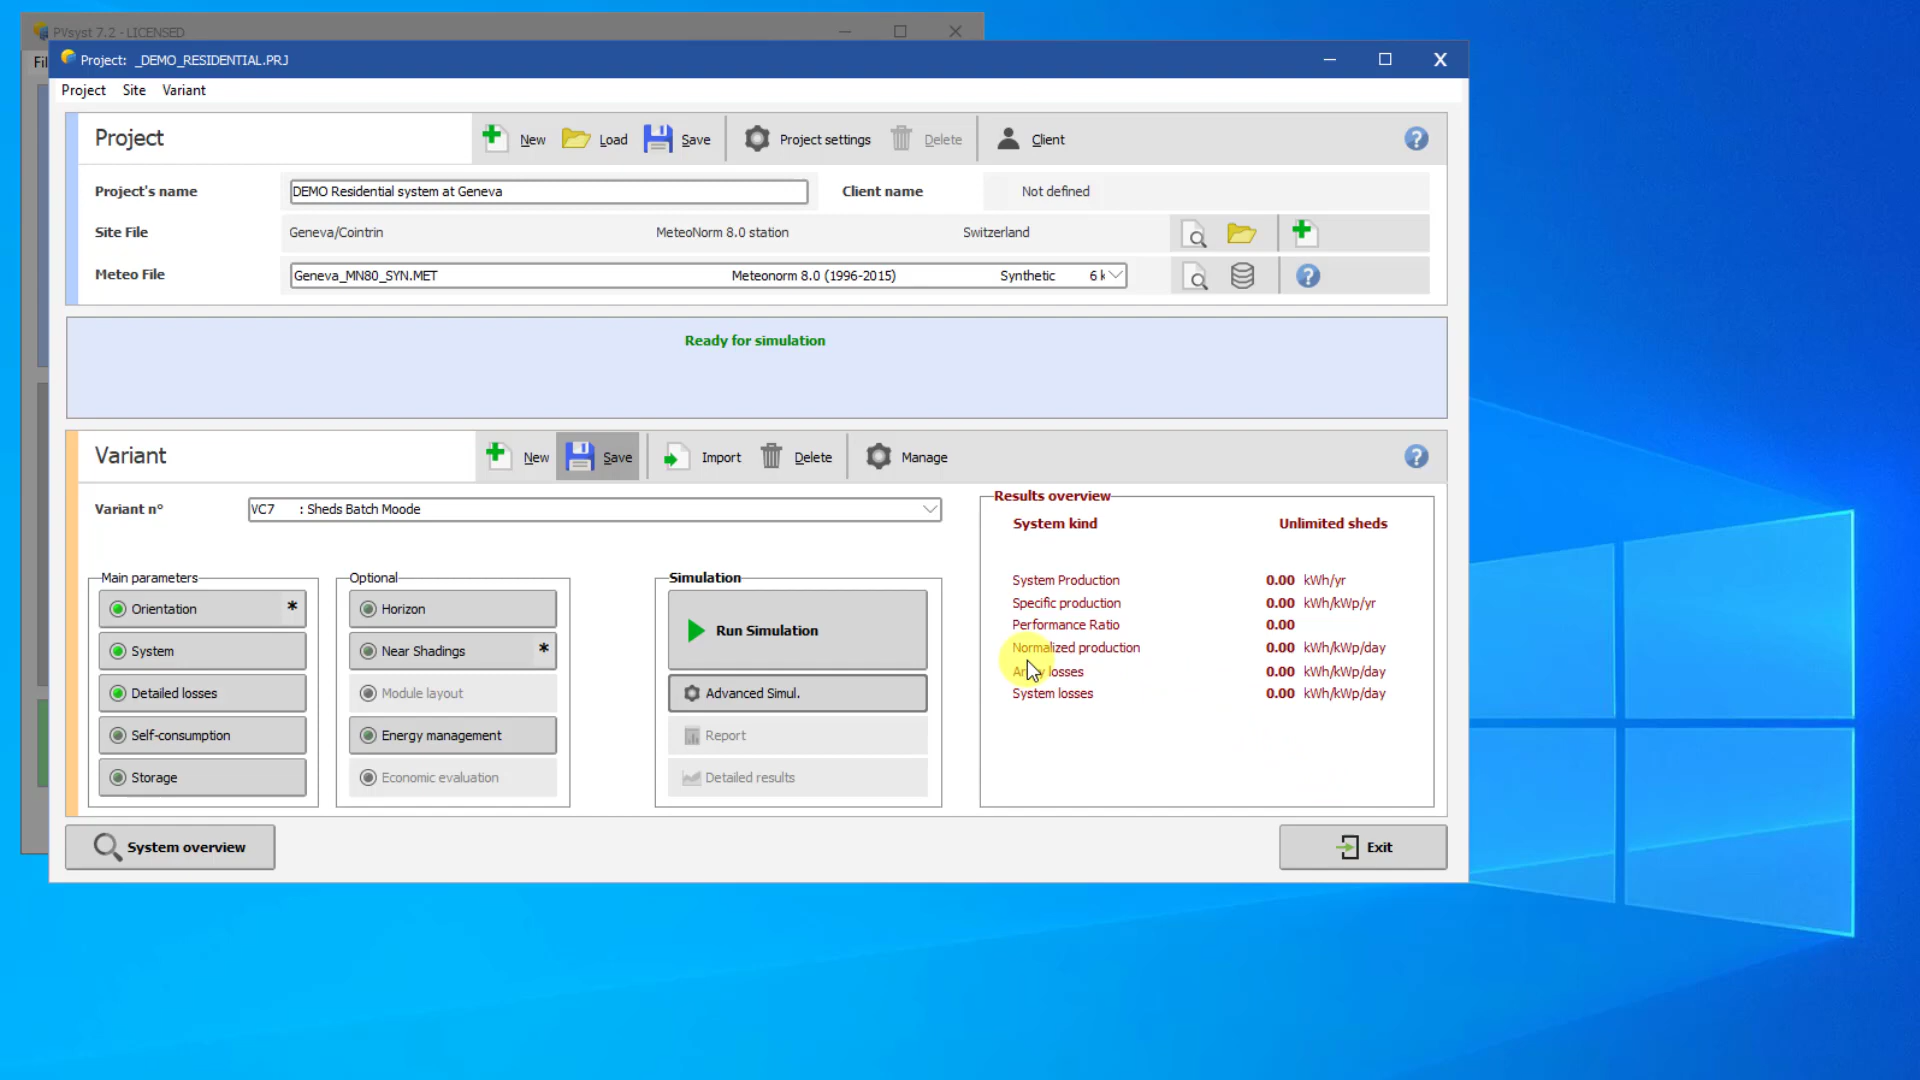 PVsyst 7.2 - LICENSED
Fil
Project: _DEMO_RESIDENTIAL.PRJ
Project Site Variant
Project
New Load Save Project settings Delete Client
Project's name DEMO Residential system at Geneva Client name Not defined
Site File Geneva/Cointrin MeteoNorm 8.0 station Switzerland
Meteo File Geneva_MN80_SYN.MET Meteonorm 8.0 (1996-2015) Synthetic 6 k
Ready for simulation
Variant
New Save Import Delete Manage
Variant n° VC7 : Sheds Batch Moode
Main parameters
Orientation *
System
Detailed losses
Self-consumption
Storage
Optional
Horizon
Near Shadings *
Module layout
Energy management
Economic evaluation
Simulation
Run Simulation
Advanced Simul.
Report
Detailed results
Results overview
System kind Unlimited sheds
System Production 0.00 kWh/yr
Specific production 0.00 kWh/kWp/yr
Performance Ratio 0.00
Normalized production 0.00 kWh/kWp/day
Array losses 0.00 kWh/kWp/day
System losses 0.00 kWh/kWp/day
System overview
Exit